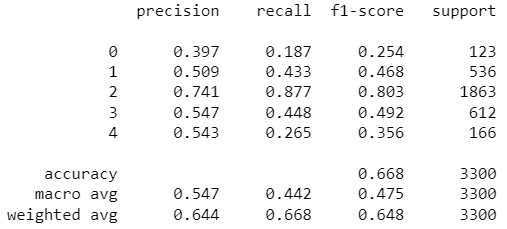 precision recall f1-score support
0 0.397 0.187 0.254 123
1 0.509 0.433 0.468 536
2 0.741 0.877 0.803 1863
3 0.547 0.448 0.492 612
4 0.543 0.265 0.356 166
accuracy 0.668 3300
macro avg 0.547 0.442 0.475 3300
weighted avg 0.644 0.668 0.648 3300